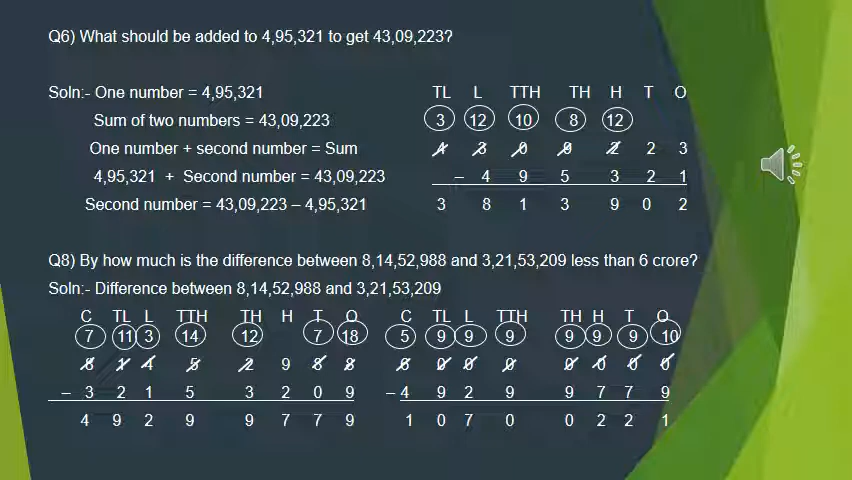 Q6) What should be added to 4,95,321 to get 43,09,223?
Soln:- One number = 4,95,321
Sum of two numbers = 43,09,223
One number + second number = Sum
4,95,321 + Second number = 43,09,223
Second number = 43,09,223 – 4,95,321
TL L TTH TH H T O
3 12 10 8 12
4 3 0 9 2 2 3
– 4 9 5 3 2 1
3 8 1 3 9 0 2
Q8) By how much is the difference between 8,14,52,988 and 3,21,53,209 less than 6 crore?
Soln:- Difference between 8,14,52,988 and 3,21,53,209
C TL L TTH TH H T O
7 11 3 14 12 7 18
8 1 4 5 2 9 8 8
– 3 2 1 5 3 2 0 9
4 9 2 9 9 7 7 9
C TL L TTH TH H T O
5 9 9 9 9 9 9 10
6 0 0 0 0 0 0 0
– 4 9 2 9 9 7 7 9
1 0 7 0 0 2 2 1